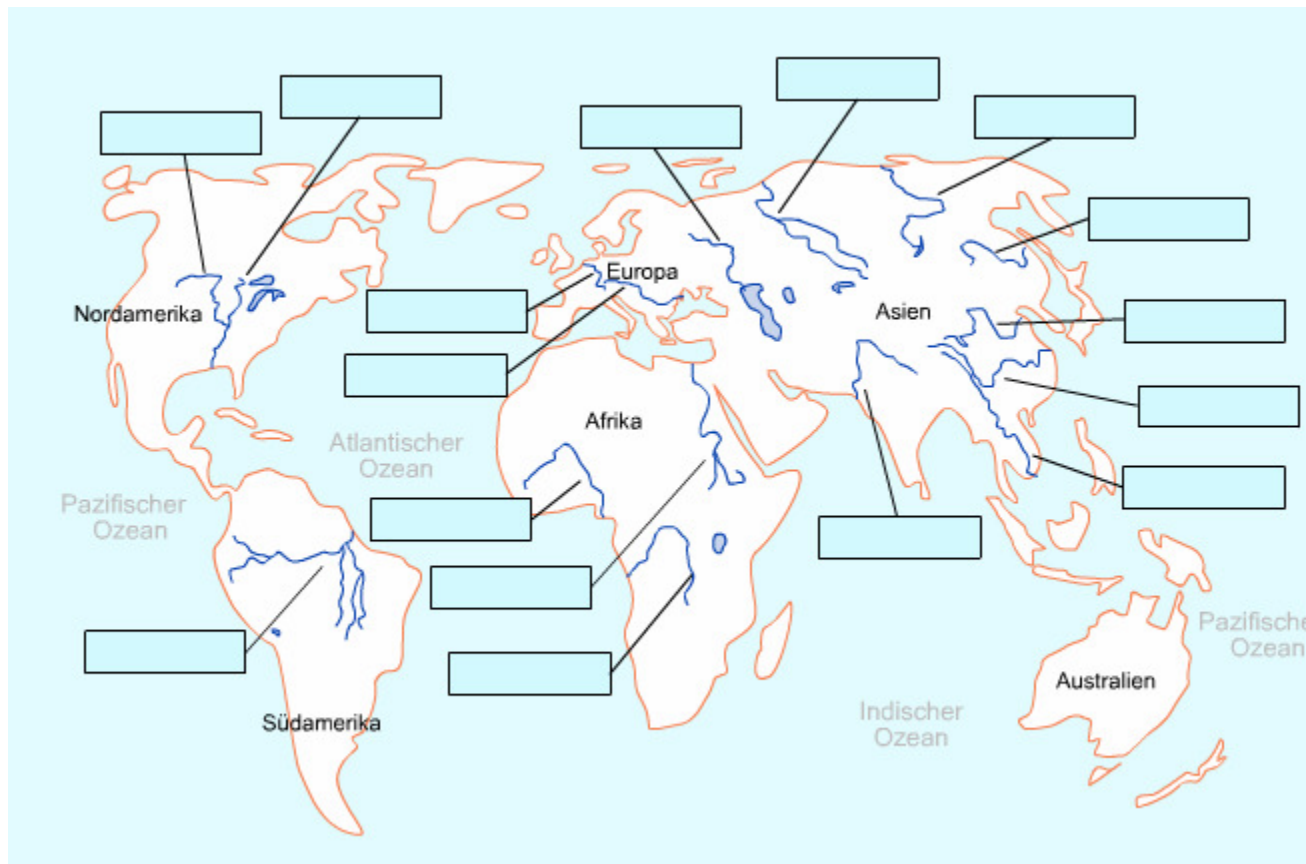 Europa
Nordamerika
Asien
Afrika
Atlantischer
Ozean
Pazifischer
Ozean
Pazifische
Ozean
Australien
Indischer
Ozean
Südamerika